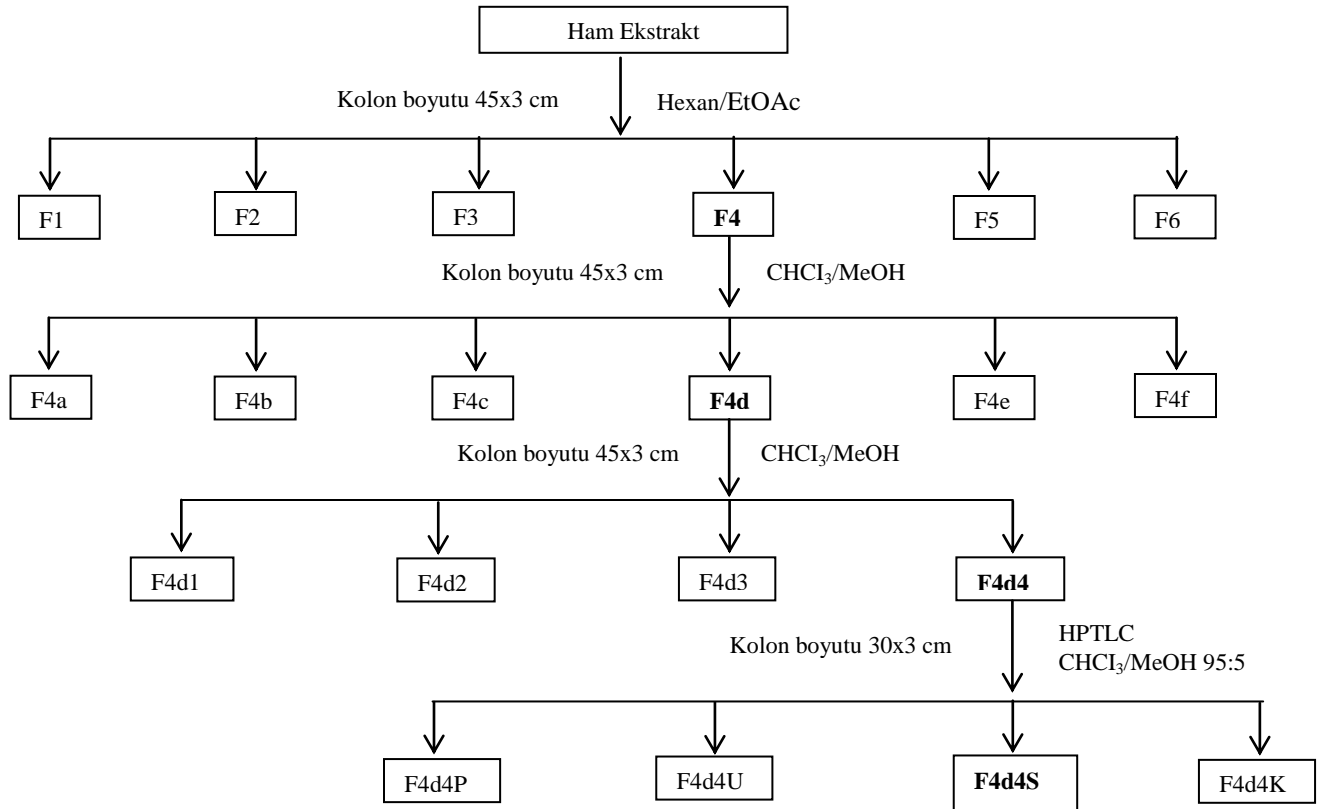 Ham Ekstrakt
Kolon boyutu 45x3 cm
Hexan/EtOAc
F1
F2
F3
F4
F5
F6
Kolon boyutu 45x3 cm
CHCI₃/MeOH
F4a
F4b
F4c
F4d
F4e
F4f
Kolon boyutu 45x3 cm
CHCI₃/MeOH
F4d1
F4d2
F4d3
F4d4
Kolon boyutu 30x3 cm
HPTLC
CHCI₃/MeOH 95:5
F4d4P
F4d4U
F4d4S
F4d4K